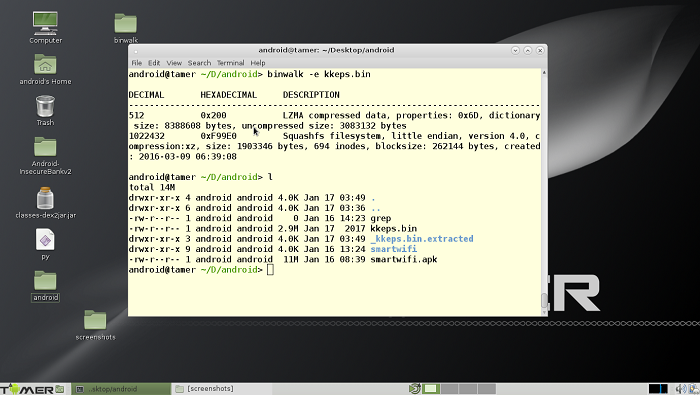 Computer
binwalk
android's Home
Trash
Android-
InsecureBankv2
classes-dex2jar.jar
py
android
screenshots
android@tamer: ~/Desktop/android
File Edit View Search Terminal Help
android@tamer ~/D/android> binwalk -e kkeps.bin
DECIMAL HEXADECIMAL DESCRIPTION
--------------------------------------------------------------------------------
512 0x200 LZMA compressed data, properties: 0x6D, dictionary
size: 8388608 bytes, uncompressed size: 3083132 bytes
1022432 0xF99E0 Squashfs filesystem, little endian, version 4.0, c
ompression:xz, size: 1903346 bytes, 694 inodes, blocksize: 262144 bytes, created
: 2016-03-09 06:39:08
android@tamer ~/D/android> l
total 14M
drwxr-xr-x 4 android android 4.0K Jan 17 03:49 .
drwxr-xr-x 6 android android 4.0K Jan 17 03:36 ..
-rw-r--r-- 1 android android 0 Jan 16 14:23 grep
-rw-r--r-- 1 android android 2.9M Jan 17 2017 kkeps.bin
drwxr-xr-x 3 android android 4.0K Jan 17 03:49 _kkeps.bin.extracted
drwxr-xr-x 9 android android 4.0K Jan 16 13:24 smartwifi
-rw-r--r-- 1 android android 11M Jan 16 08:39 smartwifi.apk
android@tamer ~/D/android>
ER
TAMER
..sktop/android
[screenshots]